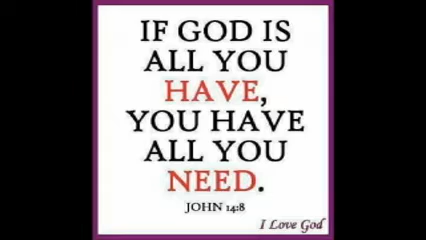 IF GOD IS
ALL YOU
HAVE,
YOU HAVE
ALL YOU
NEED.
JOHN 14:8
I Love God